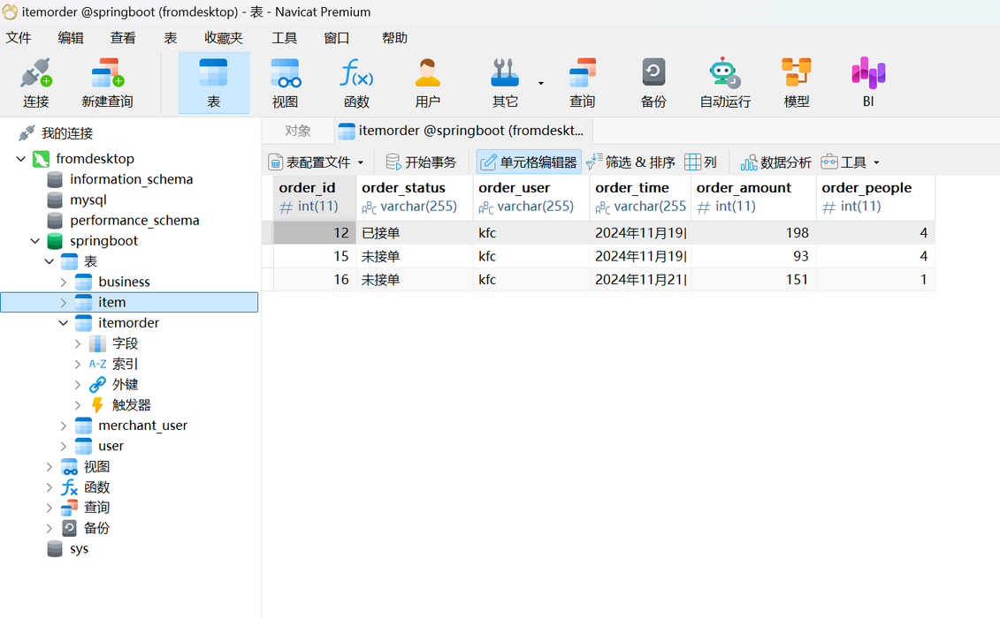 itemorder @springboot (fromdesktop) - 表 - Navicat Premium
文件 编辑 查看 表 收藏夹 工具 窗口 帮助
连接 新建查询 表 视图 函数 用户 其它 查询 备份 自动运行 模型 BI
我的连接
fromdesktop
information_schema
mysql
performance_schema
springboot
表
business
item
itemorder
字段
A-Z 索引
外键
触发器
merchant_user
user
视图
函数
查询
备份
sys
对象 itemorder @springboot (fromdeskt...
表配置文件 开始事务 单元格编辑器 筛选 & 排序 列 数据分析 工具
order_id order_status order_user order_time order_amount order_people
# int(11) ABC varchar(255) ABC varchar(255) ABC varchar(255 # int(11) # int(11)
12 已接单 kfc 2024年11月19 198 4
15 未接单 kfc 2024年11月19 93 4
16 未接单 kfc 2024年11月21 151 1